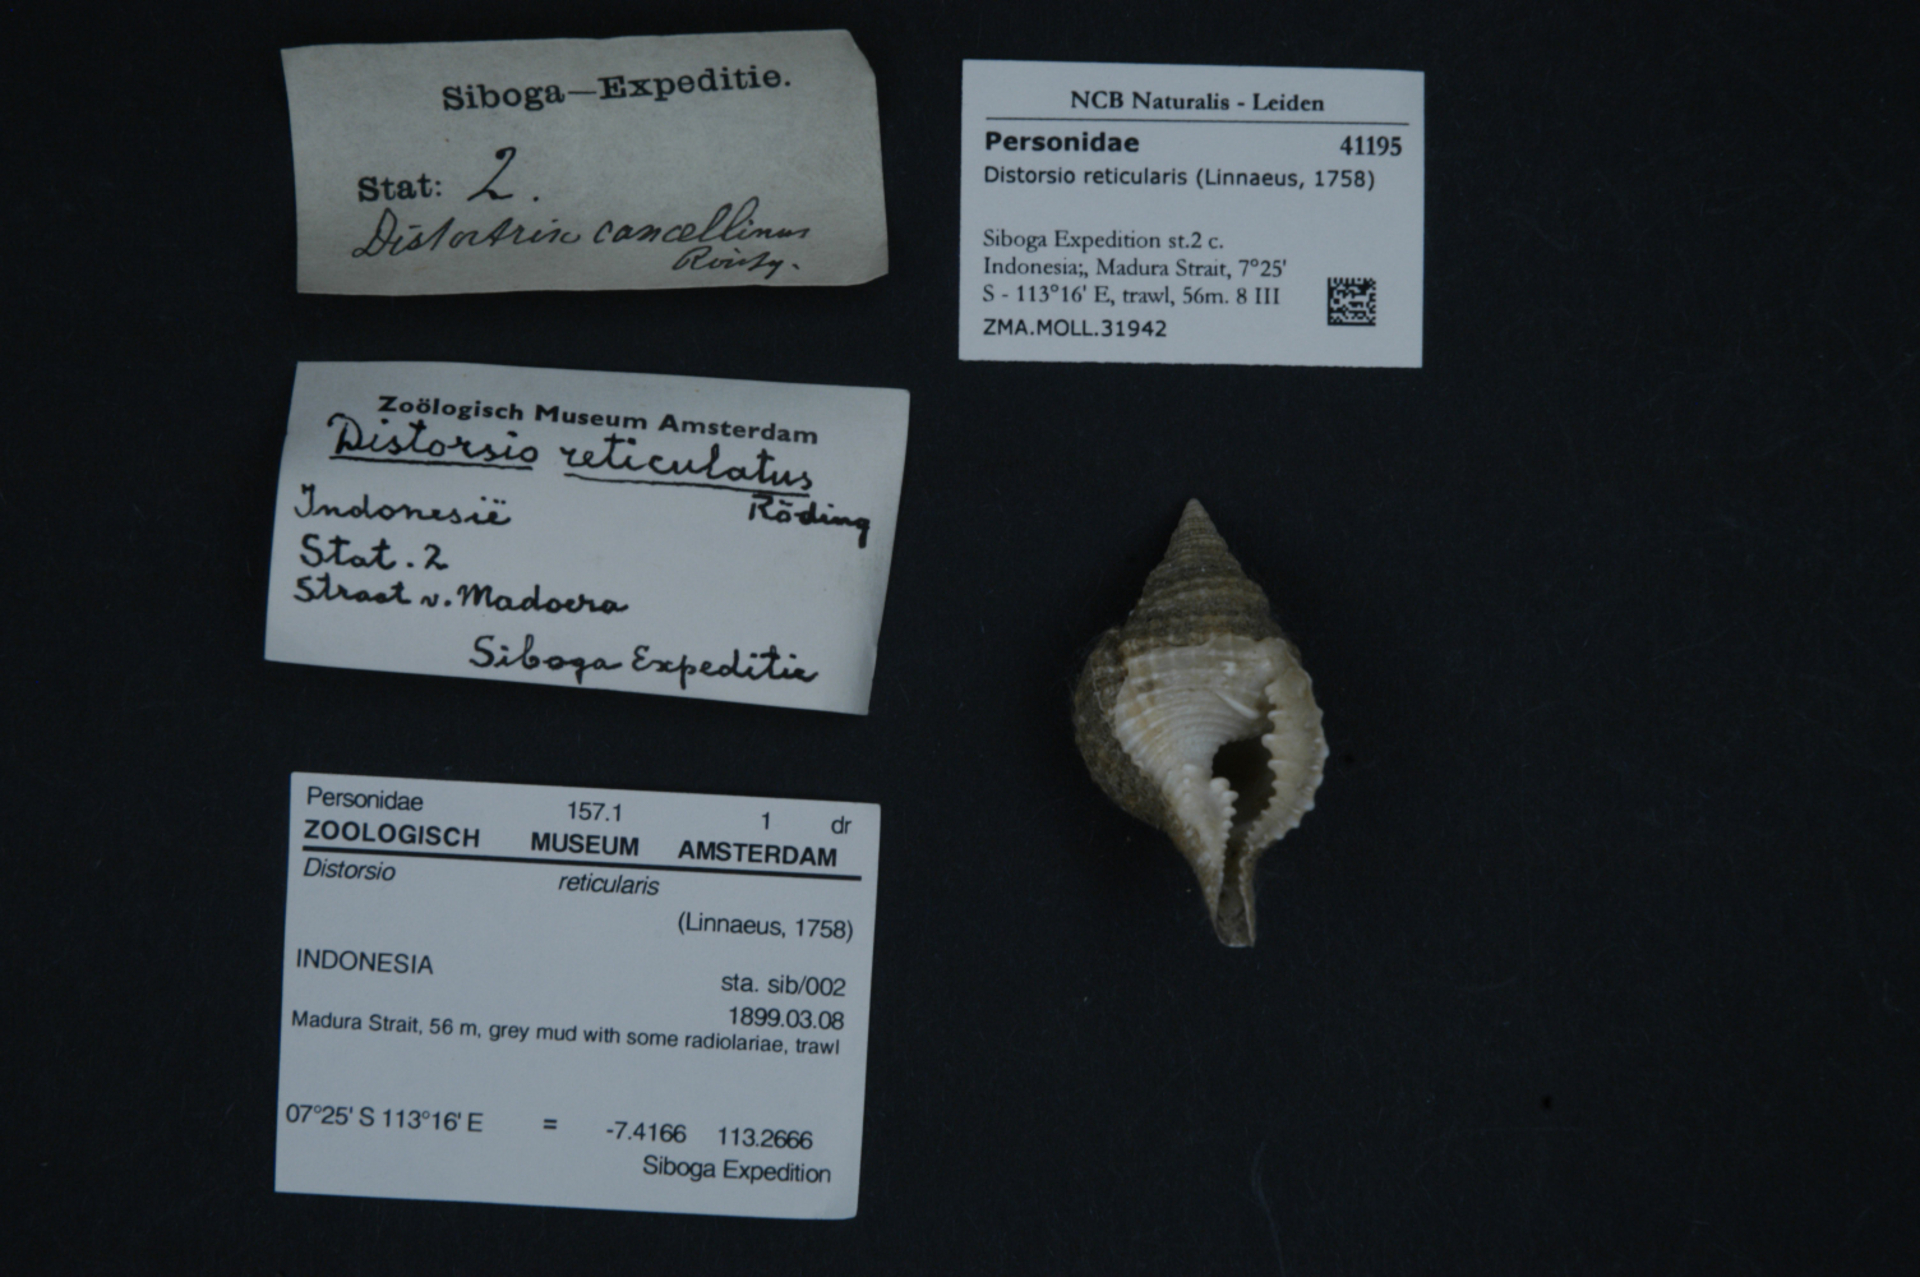 Siboga—Expeditie.
Stat: 2.
Distortrix cancellinus
Roissy.
NCB Naturalis - Leiden
Personidae 41195
Distorsio reticularis (Linnaeus, 1758)
Siboga Expedition st.2 c.
Indonesia;, Madura Strait, 7°25'
S - 113°16' E, trawl, 56m. 8 III
ZMA.MOLL.31942
Zoölogisch Museum Amsterdam
Distorsio reticulatus
Röding
Indonesië
Stat. 2
Straat v. Madoera
Siboga Expeditie
Personidae 157.1 1 dr
ZOOLOGISCH MUSEUM AMSTERDAM
Distorsio reticularis
(Linnaeus, 1758)
INDONESIA
sta. sib/002
1899.03.08
Madura Strait, 56 m, grey mud with some radiolariae, trawl
07°25' S 113°16' E = -7.4166 113.2666
Siboga Expedition